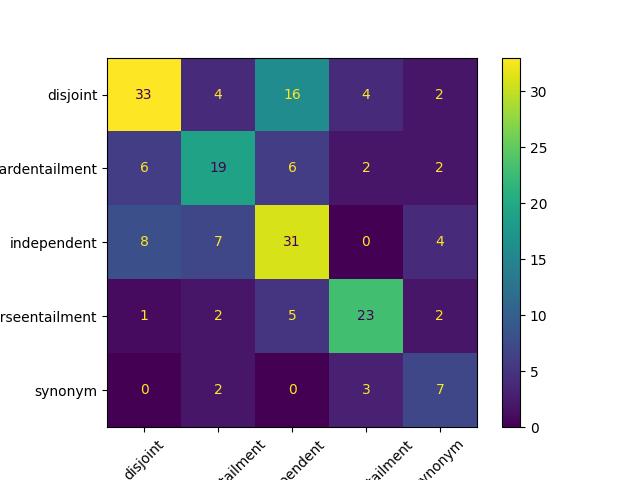 disjoint 33 4 16 4 2
ardentailment 6 19 6 2 2
independent 8 7 31 0 4
rseentailment 1 2 5 23 2
synonym 0 2 0 3 7
disjoint tailment pendent tailment ynonym
30
25
20
15
10
5
0